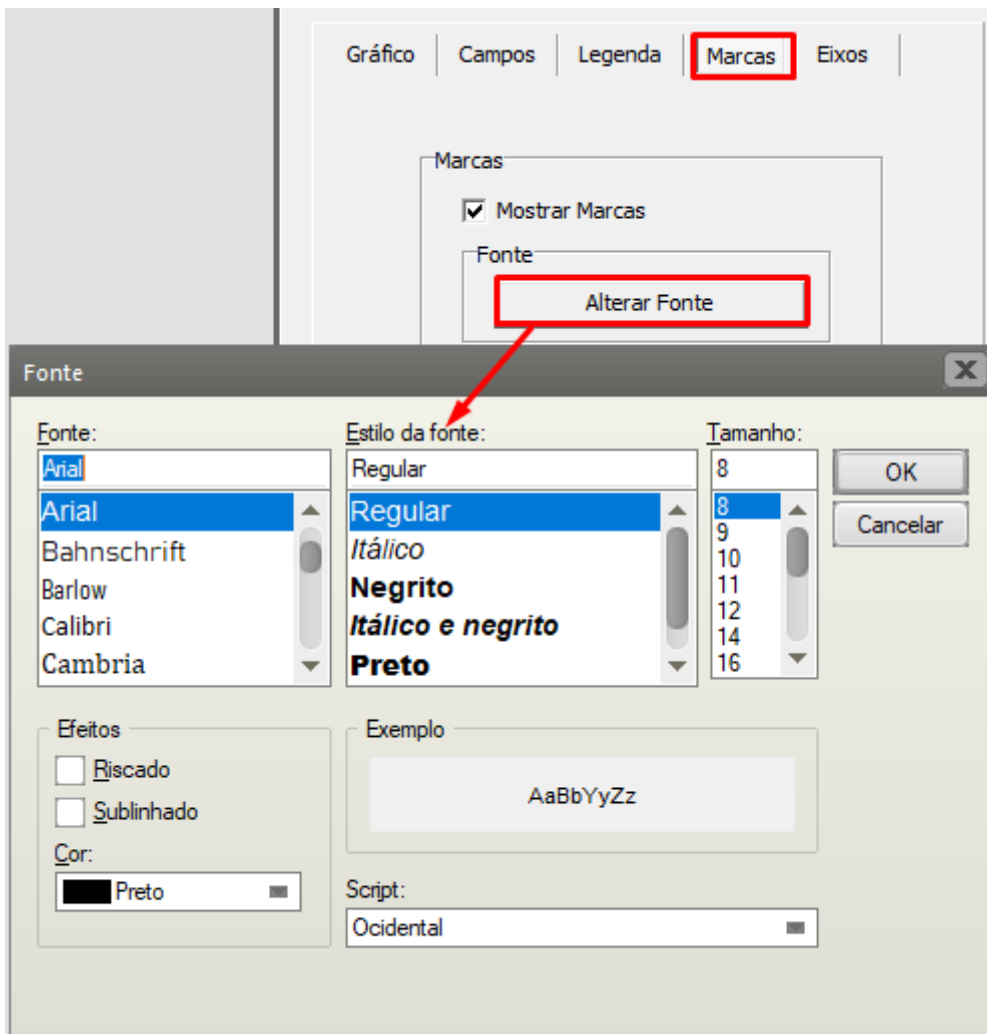 Gráfico Campos Legenda Marcas Eixos
Marcas
Mostrar Marcas
Fonte
Alterar Fonte
Fonte
Fonte: Estilo da fonte: Tamanho:
Arial Regular 8 OK
Arial Regular 8 Cancelar
Bahnschrift Itálico 9
Barlow Negrito 10
Calibri Itálico e negrito 11
Cambria Preto 12
14
16
Efeitos Exemplo
Riscado
AaBbYyZz
Sublinhado
Cor:
Preto Script:
Ocidental